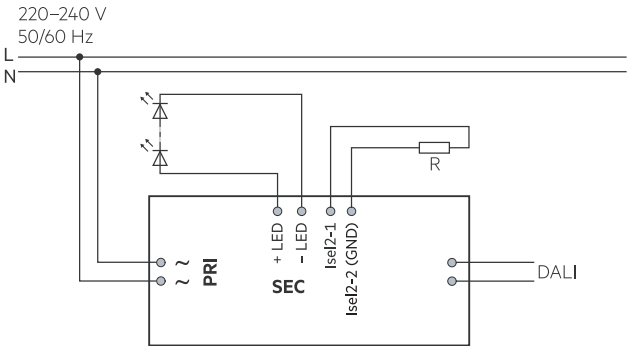 220–240 V
50/60 Hz
L
N
R
+ LED
– LED
Isel2-1
Isel2-2 (GND)
~
~
PRI
SEC
DALI